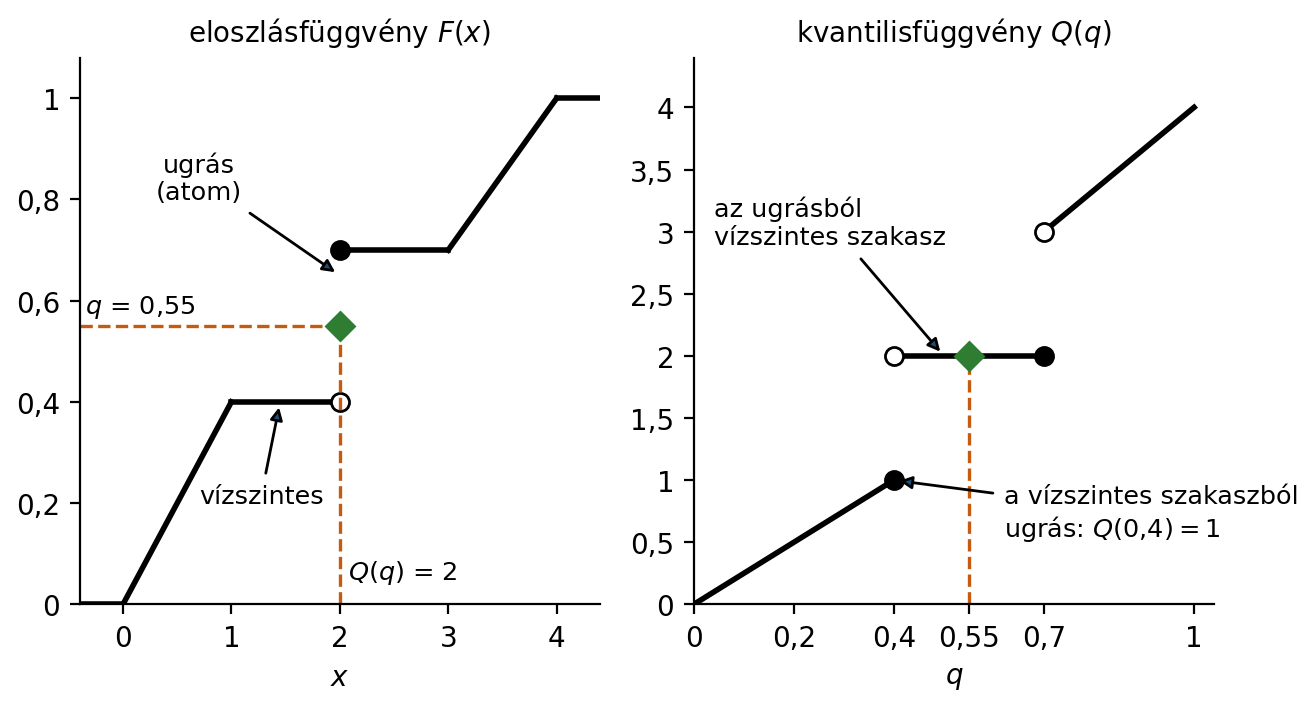 eloszlásfüggvény F(x)
1
0,8
0,6
0,4
0,2
0
ugrás
(atom)
q = 0,55
vízszintes
Q(q) = 2
0 1 2 3 4
x
kvantilisfüggvény Q(q)
4
3,5
3
2,5
2
1,5
1
0,5
0
az ugrásból
vízszintes szakasz
a vízszintes szakaszból
ugrás: Q(0,4) = 1
0 0,2 0,4 0,55 0,7 1
q